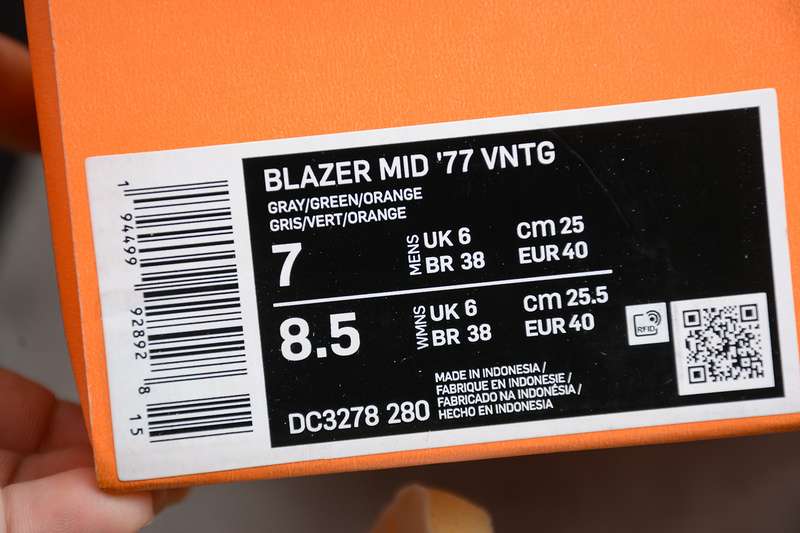 BLAZER MID '77 VNTG
GRAY/GREEN/ORANGE
GRIS/VERT/ORANGE
7
MENS
UK 6
BR 38
cm 25
EUR 40
8.5
WMNS
UK 6
BR 38
cm 25.5
EUR 40
RFID
DC3278 280
MADE IN INDONESIA /
FABRIQUE EN INDONESIE /
FABRICADO NA INDONÉSIA /
HECHO EN INDONESIA
1 94499 92892 8 15